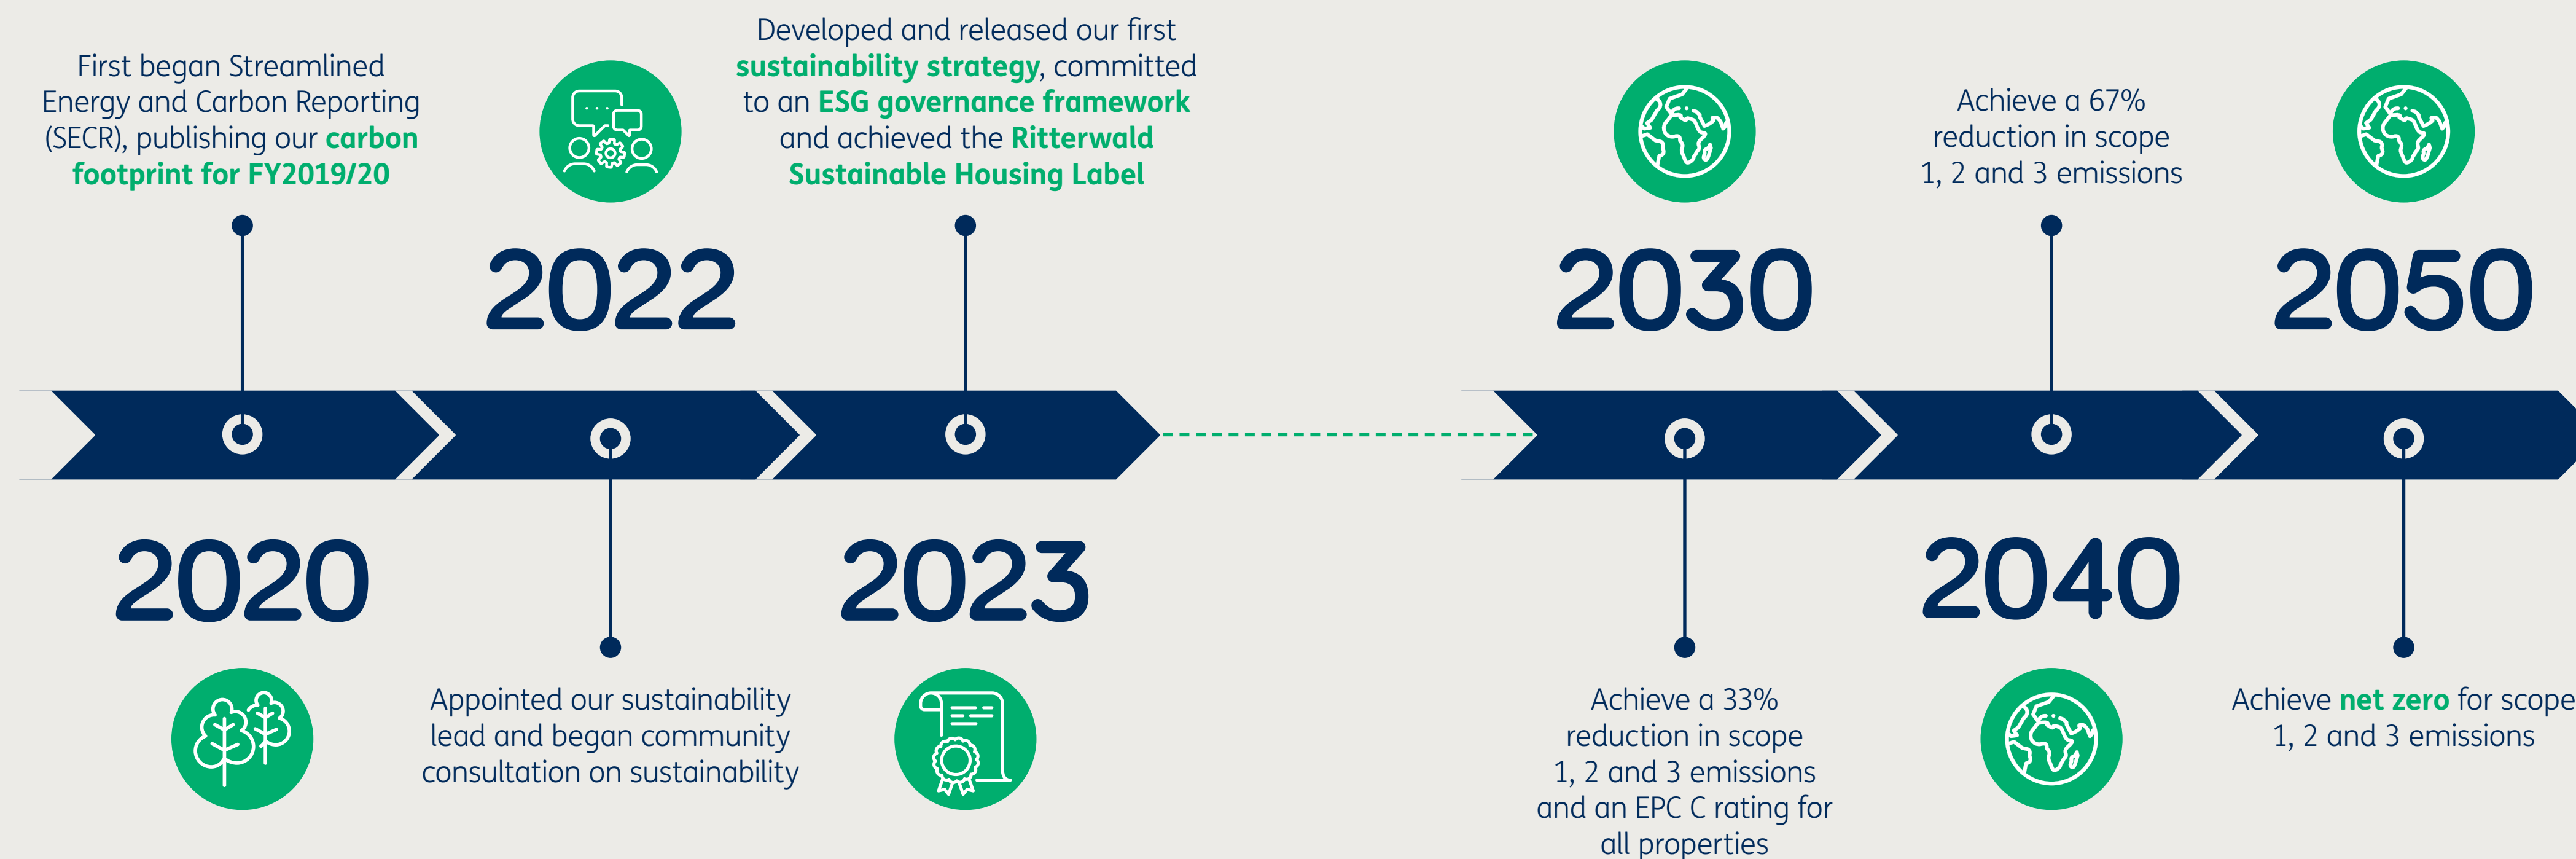 First began Streamlined
Energy and Carbon Reporting
(SECR), publishing our carbon
footprint for FY2019/20
2020
2022
Appointed our sustainability
lead and began community
consultation on sustainability
Developed and released our first
sustainability strategy, committed
to an ESG governance framework
and achieved the Ritterwald
Sustainable Housing Label
2023
2030
Achieve a 33%
reduction in scope
1, 2 and 3 emissions
and an EPC C rating for
all properties
Achieve a 67%
reduction in scope
1, 2 and 3 emissions
2040
2050
Achieve net zero for scope
1, 2 and 3 emissions